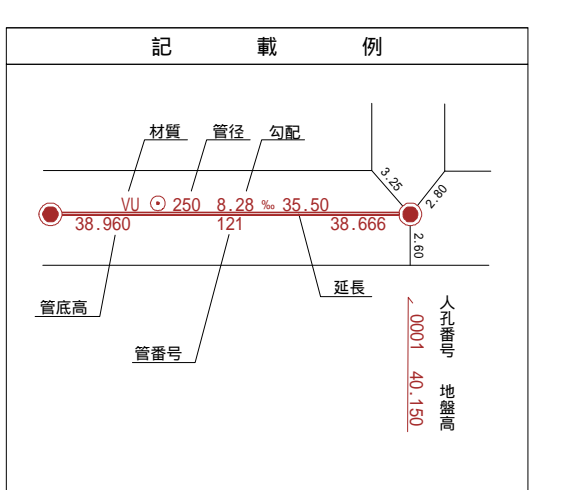 記 載 例
材質 管径 勾配
3.25
2.80
VU ⊙ 250 8.28 ‰ 35.50
38.960 121 38.666
2.60
管底高
延長
管番号
人孔番号 地盤高
0001 40.150